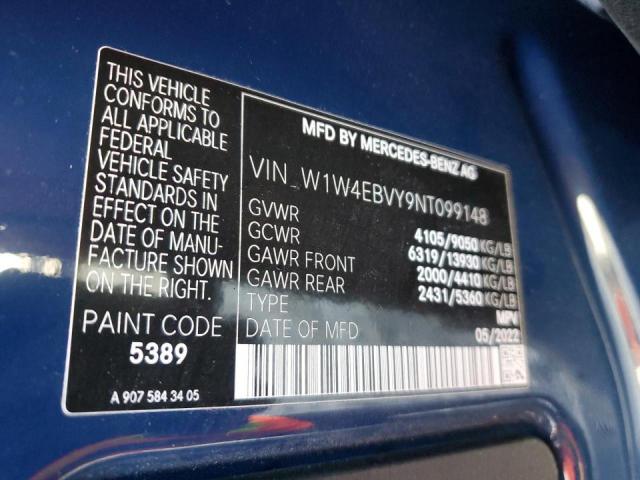 THIS VEHICLE
CONFORMS TO
ALL APPLICABLE
FEDERAL
VEHICLE SAFETY
STANDARDS IN
EFFECT ON THE
DATE OF MANU-
FACTURE SHOWN
ON THE RIGHT.
PAINT CODE
5389
A 907 584 34 05
MFD BY MERCEDES-BENZ AG
VIN_W1W4EBVY9NT099148
GVWR 4105/9050 KG/LB
GCWR 6319/13930 KG/LB
GAWR FRONT 2000/4410 KG/LB
GAWR REAR 2431/5360 KG/LB
TYPE MPV
DATE OF MFD 05/2022